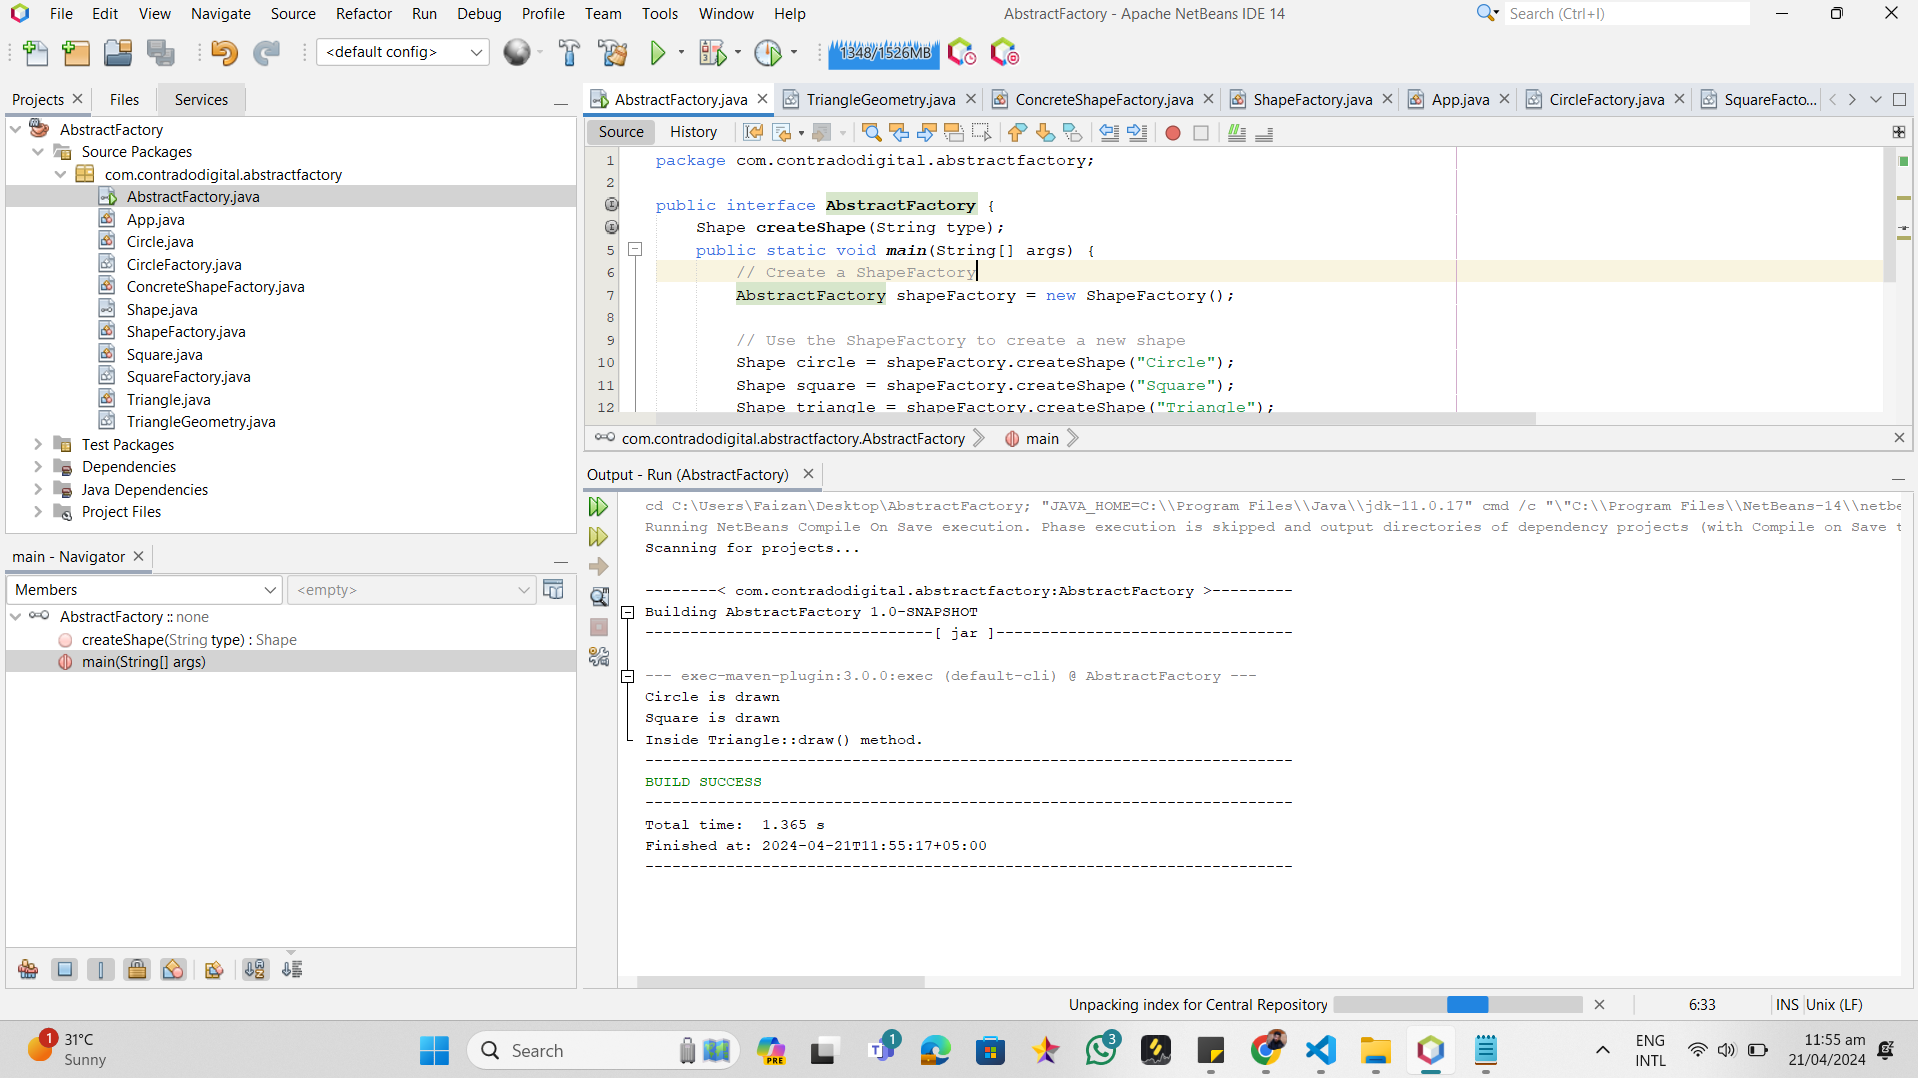 File Edit View Navigate Source Refactor Run Debug Profile Team Tools Window Help
AbstractFactory - Apache NetBeans IDE 14
Search (Ctrl+I)
<default config>
1348/1526MB
Projects Files Services
AbstractFactory
Source Packages
com.contradodigital.abstractfactory
AbstractFactory.java
App.java
Circle.java
CircleFactory.java
ConcreteShapeFactory.java
Shape.java
ShapeFactory.java
Square.java
SquareFactory.java
Triangle.java
TriangleGeometry.java
Test Packages
Dependencies
Java Dependencies
Project Files
main - Navigator
Members
<empty>
AbstractFactory :: none
createShape(String type) : Shape
main(String[] args)
AbstractFactory.java TriangleGeometry.java ConcreteShapeFactory.java ShapeFactory.java App.java CircleFactory.java SquareFacto...
Source History
1 package com.contradodigital.abstractfactory;
2
public interface AbstractFactory {
Shape createShape(String type);
5 public static void main(String[] args) {
6 // Create a ShapeFactory
7 AbstractFactory shapeFactory = new ShapeFactory();
8
9 // Use the ShapeFactory to create a new shape
10 Shape circle = shapeFactory.createShape("Circle");
11 Shape square = shapeFactory.createShape("Square");
12 Shape triangle = shapeFactory.createShape("Triangle");
com.contradodigital.abstractfactory.AbstractFactory main
Output - Run (AbstractFactory)
cd C:\Users\Faizan\Desktop\AbstractFactory; "JAVA_HOME=C:\\Program Files\\Java\\jdk-11.0.17" cmd /c "\"C:\\Program Files\\NetBeans-14\\netbe
Running NetBeans Compile On Save execution. Phase execution is skipped and output directories of dependency projects (with Compile on Save t
Scanning for projects...
--------< com.contradodigital.abstractfactory:AbstractFactory >---------
Building AbstractFactory 1.0-SNAPSHOT
--------------------------------[ jar ]---------------------------------
--- exec-maven-plugin:3.0.0:exec (default-cli) @ AbstractFactory ---
Circle is drawn
Square is drawn
Inside Triangle::draw() method.
------------------------------------------------------------------------
BUILD SUCCESS
------------------------------------------------------------------------
Total time:  1.365 s
Finished at: 2024-04-21T11:55:17+05:00
------------------------------------------------------------------------
Unpacking index for Central Repository
6:33
INS
Unix (LF)
1
31°C
Sunny
Search
PRE
1
3
ENG
INTL
11:55 am
21/04/2024